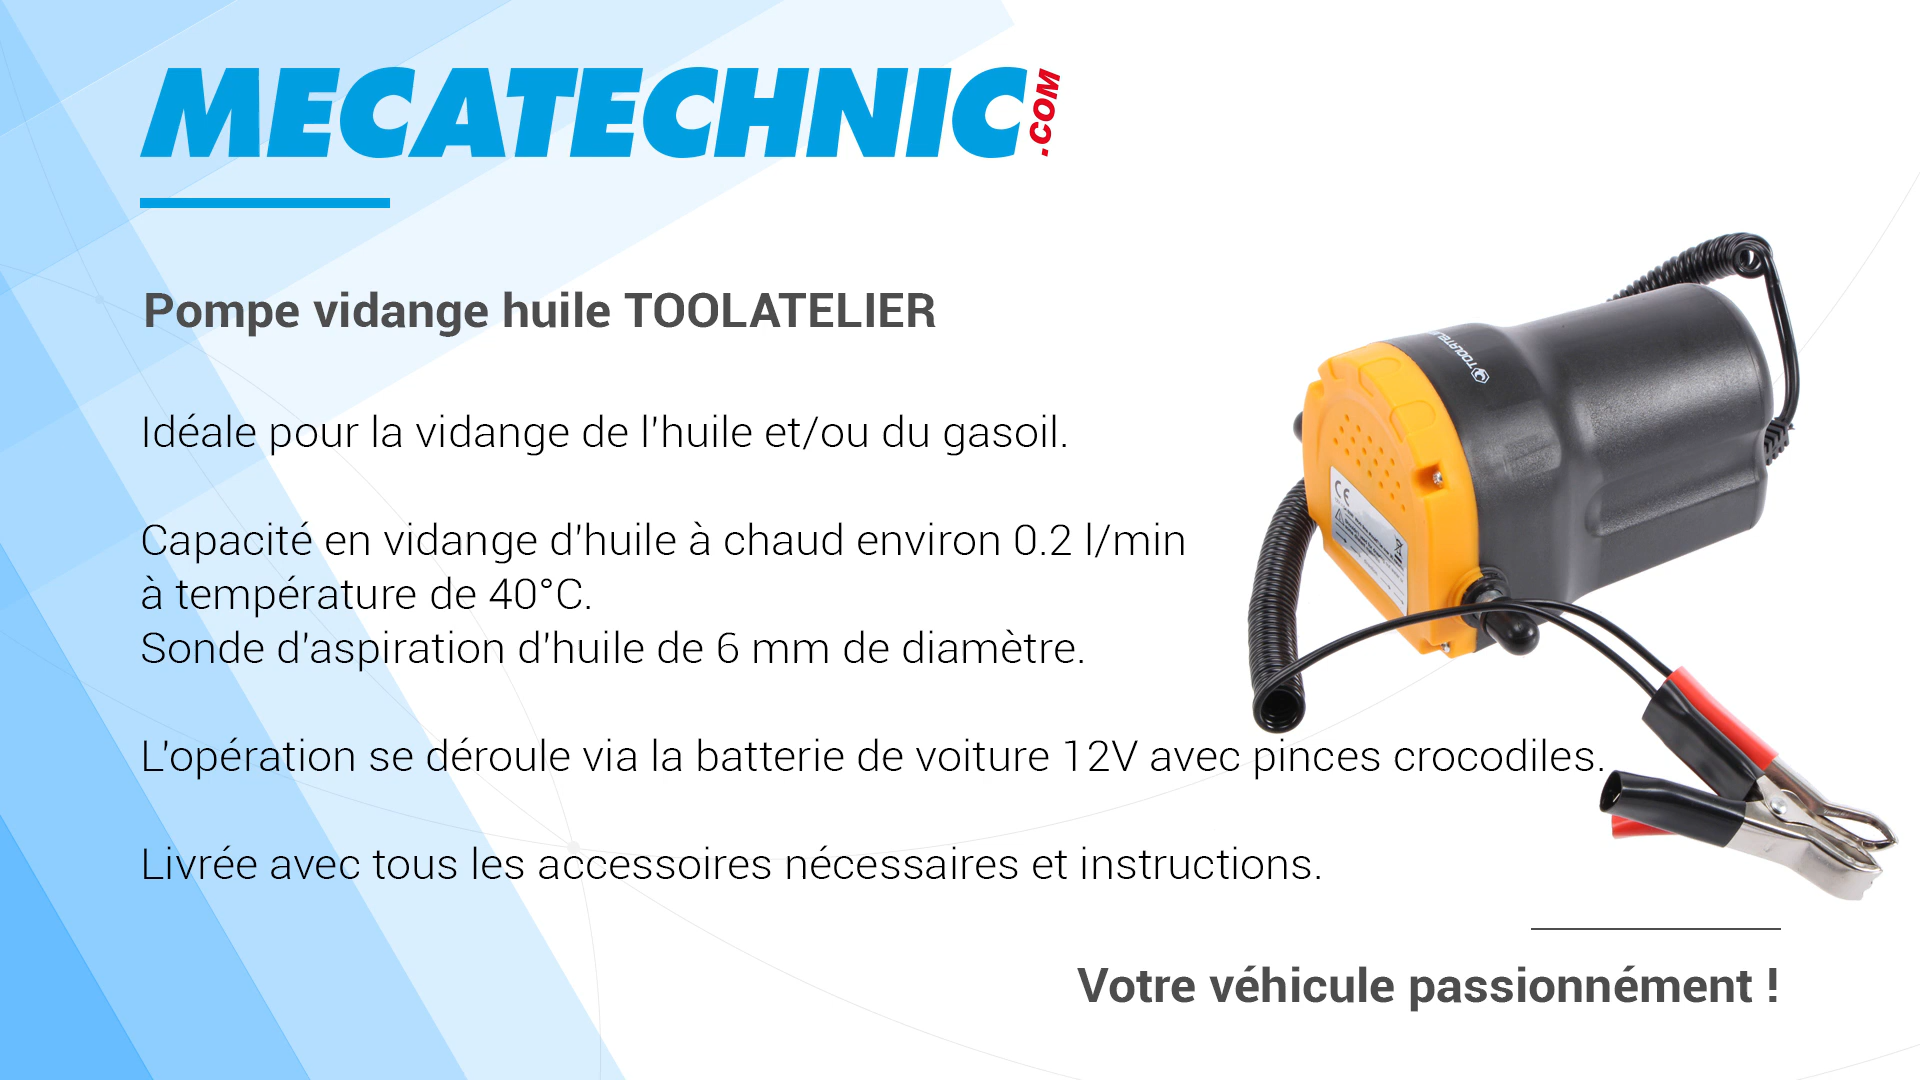 MECATECHNIC.COM
Pompe vidange huile TOOLATELIER
Idéale pour la vidange de l'huile et/ou du gasoil.
Capacité en vidange d'huile à chaud environ 0.2 l/min
à température de 40°C.
Sonde d'aspiration d'huile de 6 mm de diamètre.
L'opération se déroule via la batterie de voiture 12V avec pinces crocodiles.
Livrée avec tous les accessoires nécessaires et instructions.
Votre véhicule passionnément !
CE